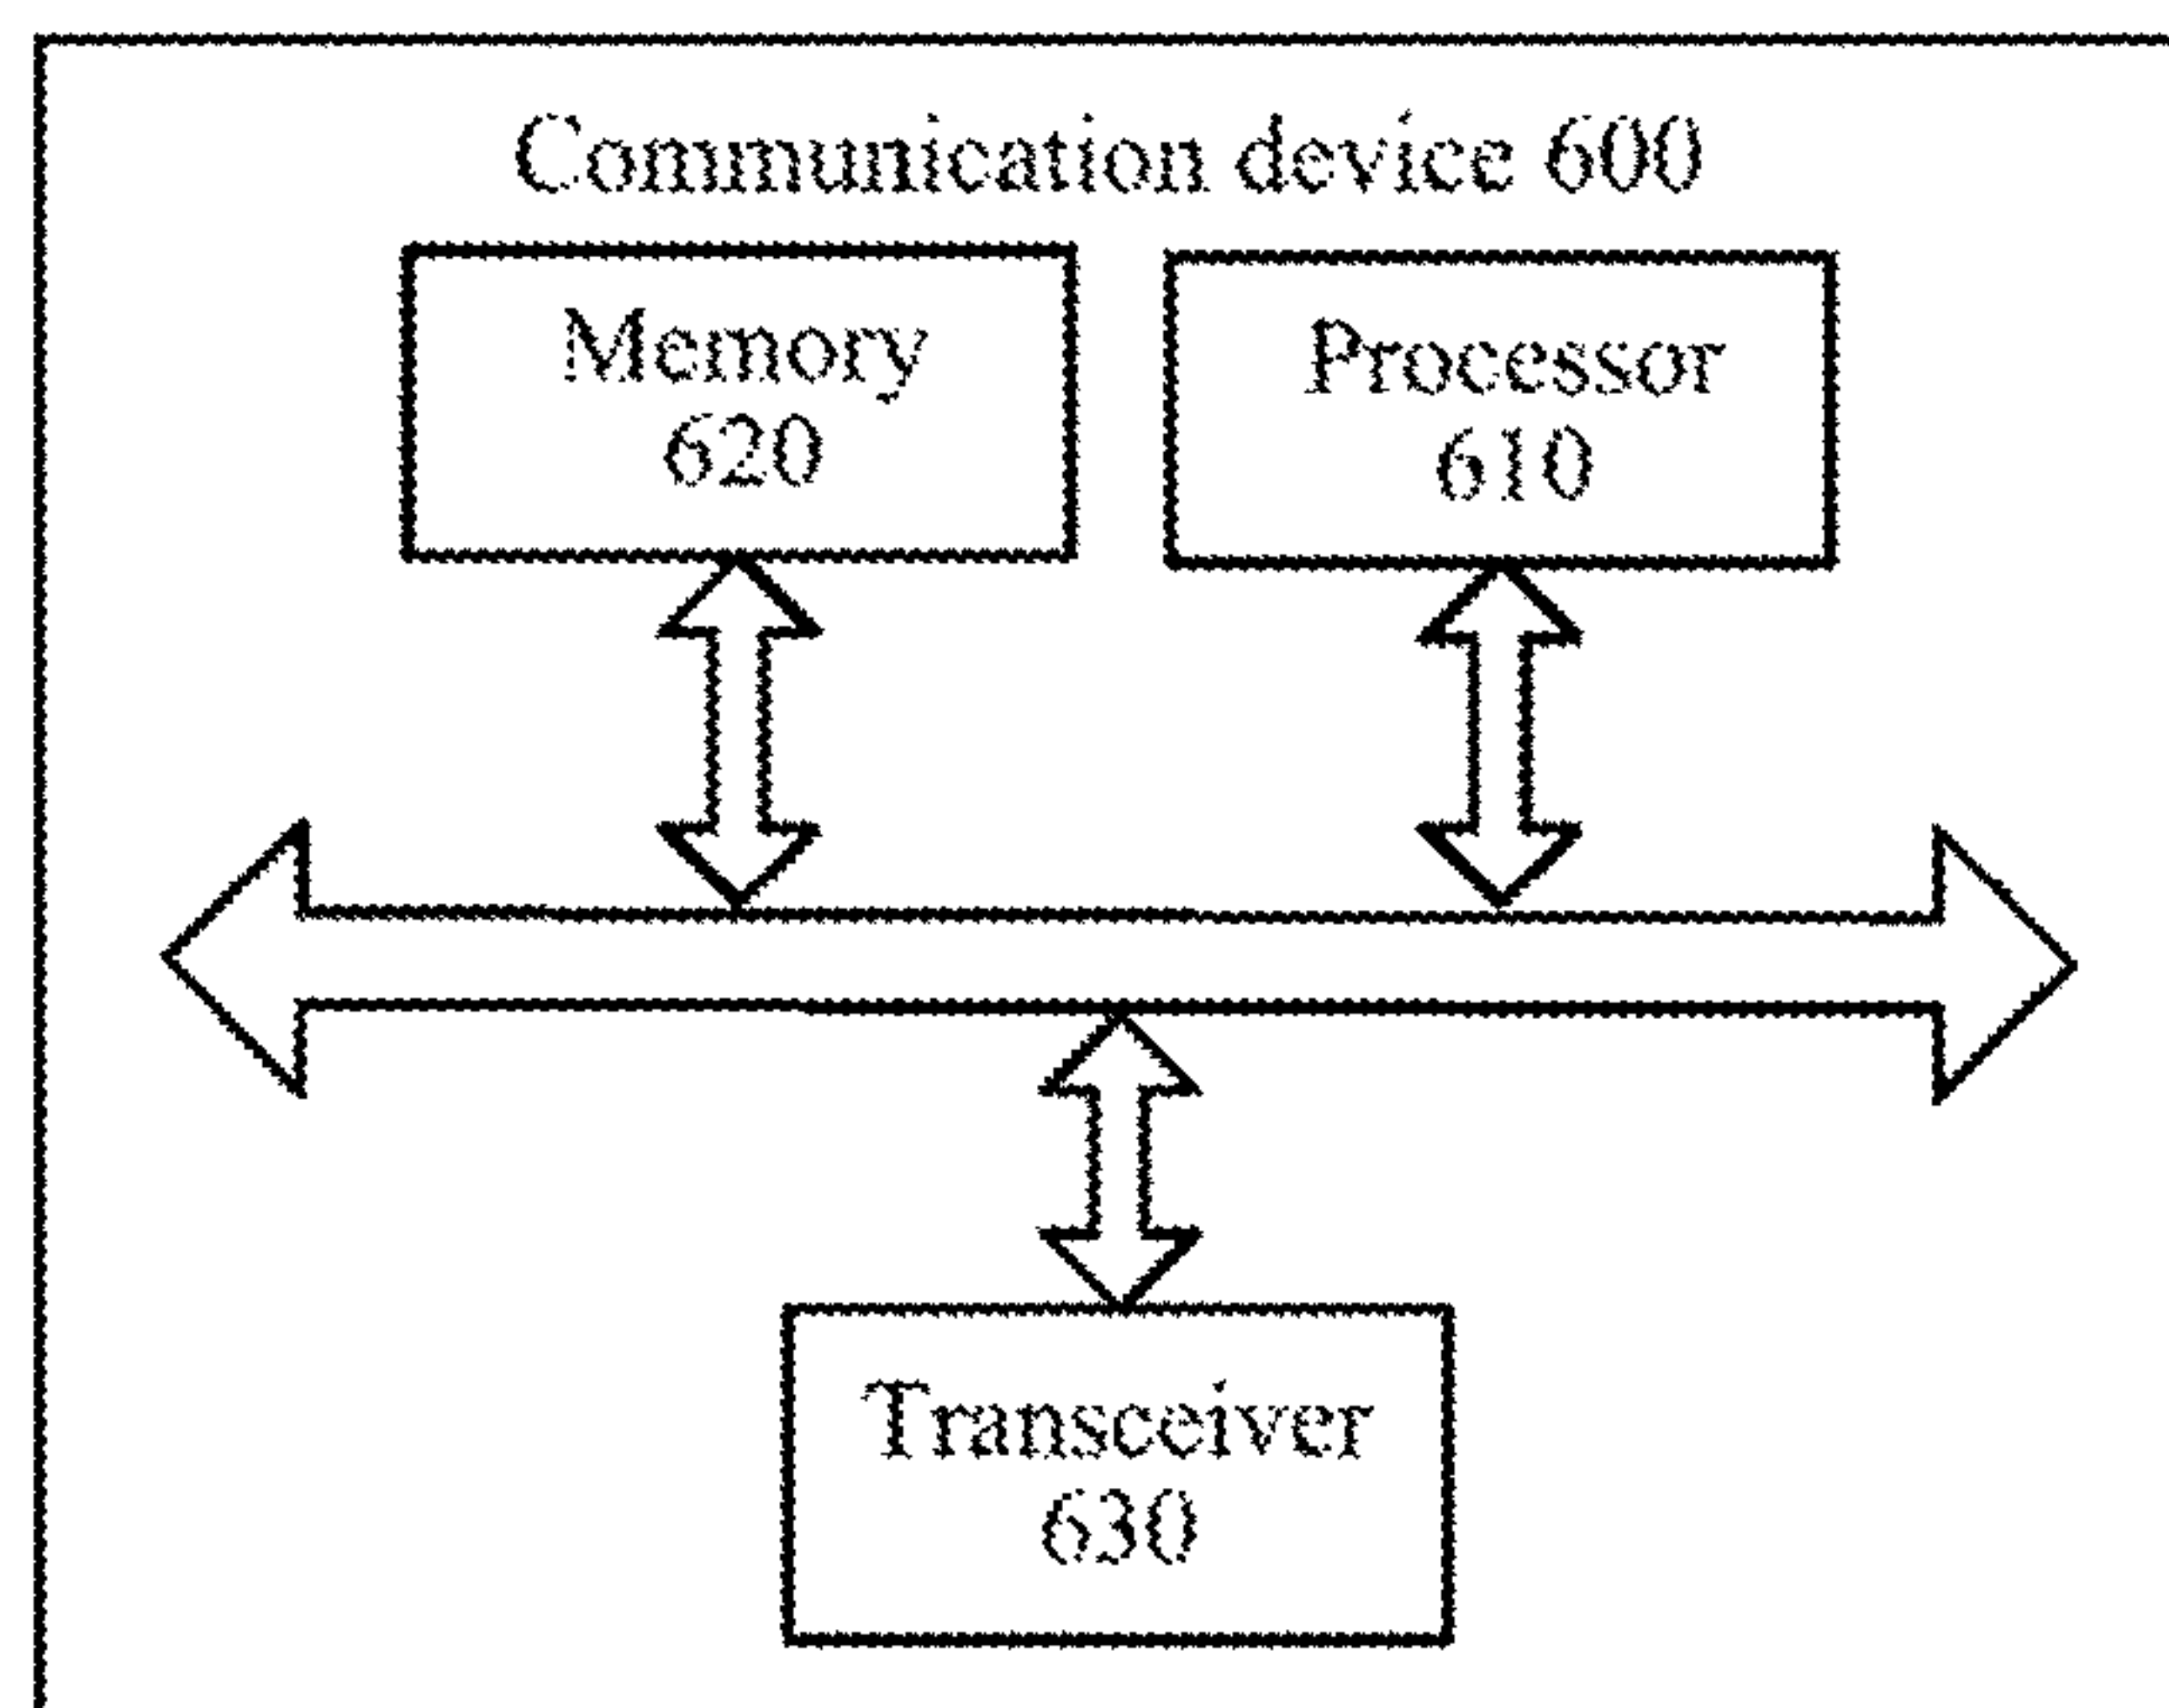 Communication device 600
Memory
620
Processor
610
Transceiver
630